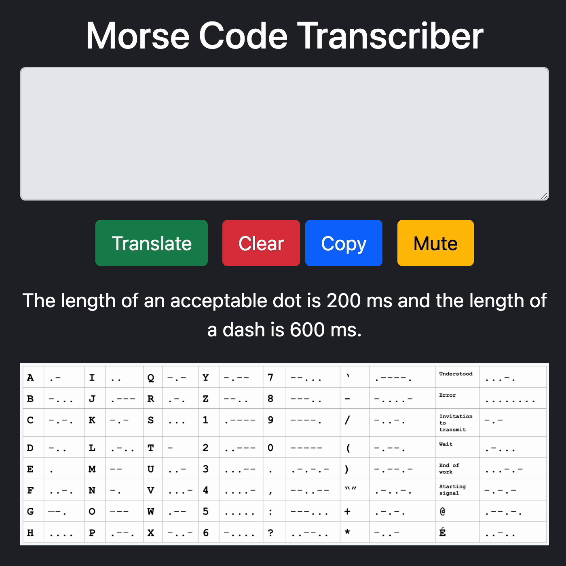 Morse Code Transcriber
Translate Clear Copy Mute
The length of an acceptable dot is 200 ms and the length of
a dash is 600 ms.
A .- I .. Q --.- Y -.-- 7 --... ' .----. Understood ...-.
B -... J .--- R .-. Z --.. 8 ---.. - -....- Error ........
C -.-. K -.- S ... 1 .---- 9 ----. / -..-. Invitation to transmit -.-
D -.. L .-.. T - 2 ..--- 0 ----- ( -.--. Wait .-...
E . M -- U ..- 3 ...-- . .-.-.- ) -.--.- End of work ...-.-
F ..-. N -. V ...- 4 ....- , --..-- “” .-..-. Starting signal -.-.-
G --. O --- W .-- 5 ..... : ---... + .-.-. @ .--.-.
H .... P .--. X -..- 6 -.... ? ..--.. * -..- É ..-..